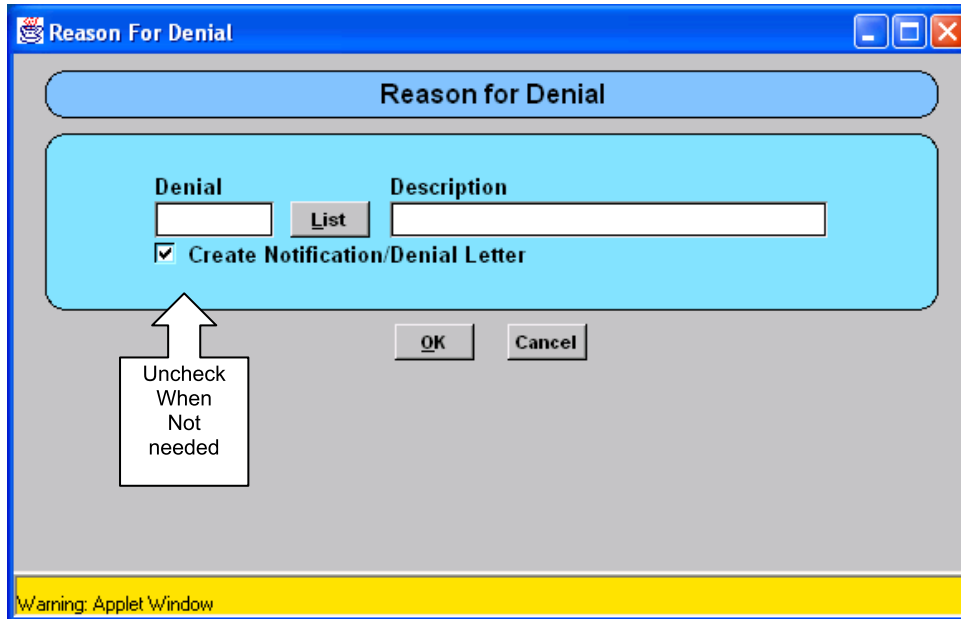 Reason For Denial
Reason for Denial
Denial Description
List
Create Notification/Denial Letter
OK Cancel
Uncheck
When
Not
needed
Warning: Applet Window